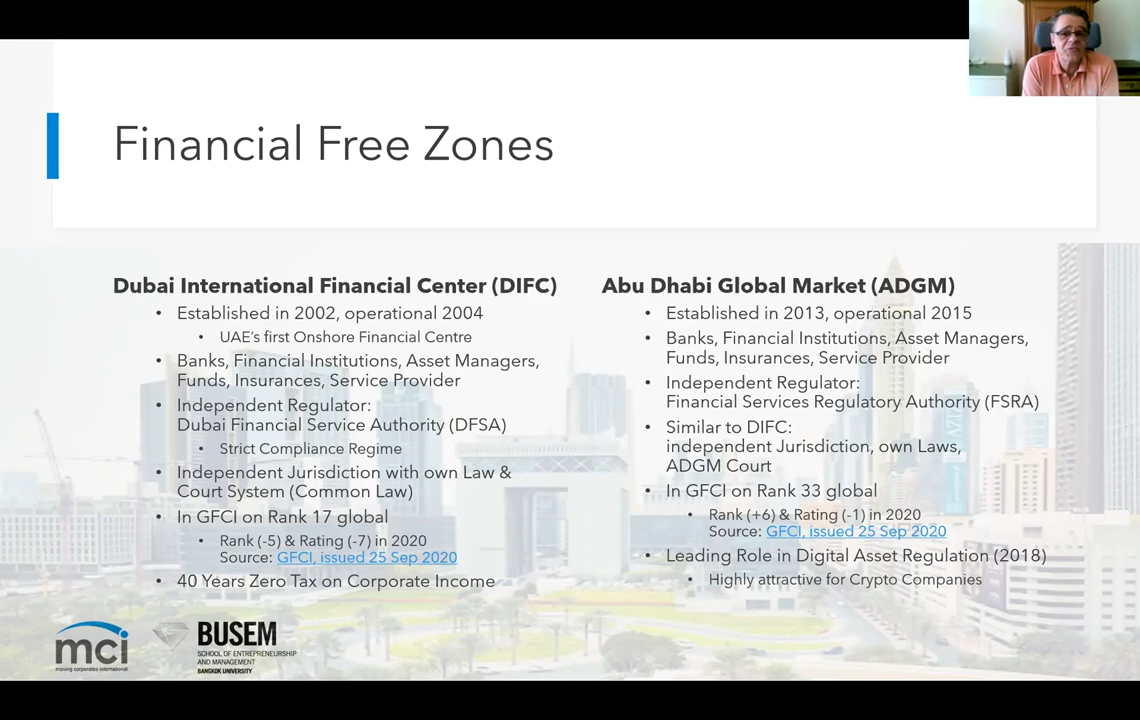 Financial Free Zones
Dubai International Financial Center (DIFC)
• Established in 2002, operational 2004
• UAE's first Onshore Financial Centre
• Banks, Financial Institutions, Asset Managers,
Funds, Insurances, Service Provider
• Independent Regulator:
Dubai Financial Service Authority (DFSA)
• Strict Compliance Regime
• Independent Jurisdiction with own Law &
Court System (Common Law)
• In GFCI on Rank 17 global
• Rank (-5) & Rating (-7) in 2020
Source: GFCI, issued 25 Sep 2020
• 40 Years Zero Tax on Corporate Income
Abu Dhabi Global Market (ADGM)
• Established in 2013, operational 2015
• Banks, Financial Institutions, Asset Managers,
Funds, Insurances, Service Provider
• Independent Regulator:
Financial Services Regulatory Authority (FSRA)
• Similar to DIFC:
independent Jurisdiction, own Laws,
ADGM Court
• In GFCI on Rank 33 global
• Rank (+6) & Rating (-1) in 2020
Source: GFCI, issued 25 Sep 2020
• Leading Role in Digital Asset Regulation (2018)
• Highly attractive for Crypto Companies
mci
moving corporates international
BUSEM
SCHOOL OF ENTREPRENEURSHIP
AND MANAGEMENT
BANGKOK UNIVERSITY